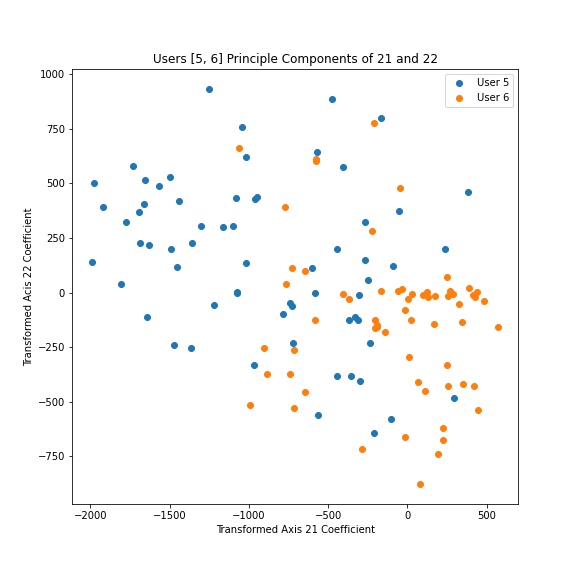 Users [5, 6] Principle Components of 21 and 22
User 5
User 6
1000
750
500
250
0
−250
−500
−750
Transformed Acis 22 Coefficient
−2000 −1500 −1000 −500 0 500
Transformed Axis 21 Coefficient